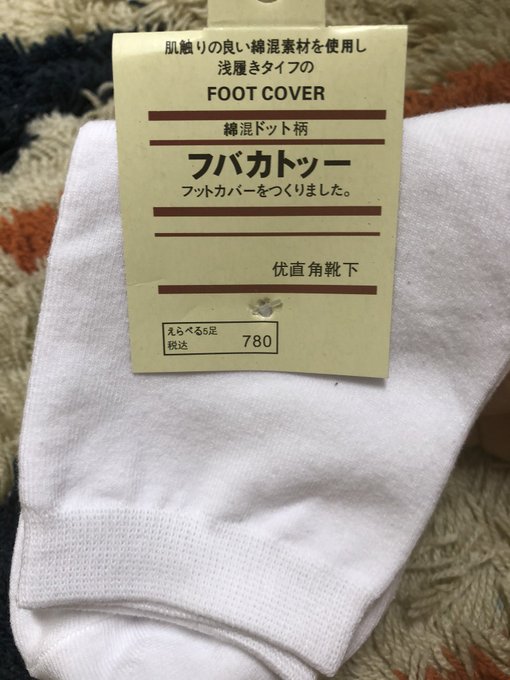 肌触りの良い綿混素材を使用し
浅履きタイフの
FOOT COVER
綿混ドット柄
フバカトッー
フットカバーをつくりました。
优直角靴下
えらべる5足
税达 780